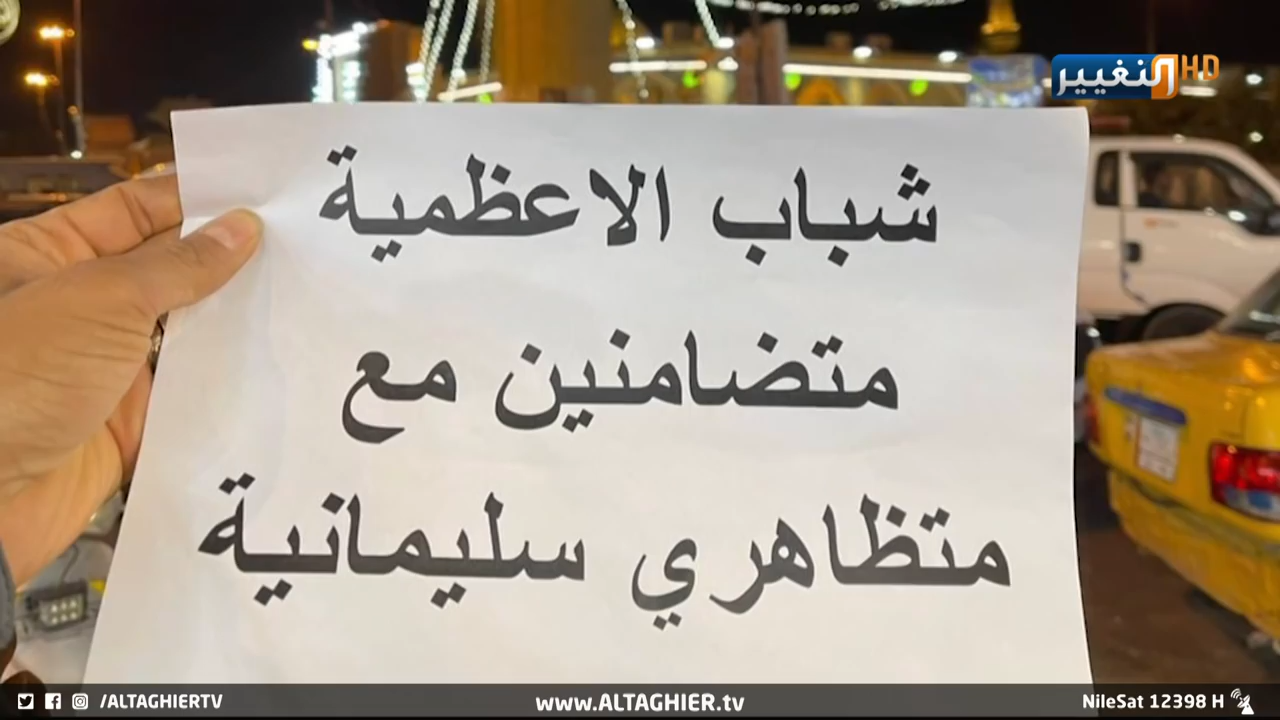 التغيير HD
شباب الاعظمية
متضامنين مع
متظاهري سليمانية
/ALTAGHIERTV
www.ALTAGHIER.tv
NileSat 12398 H